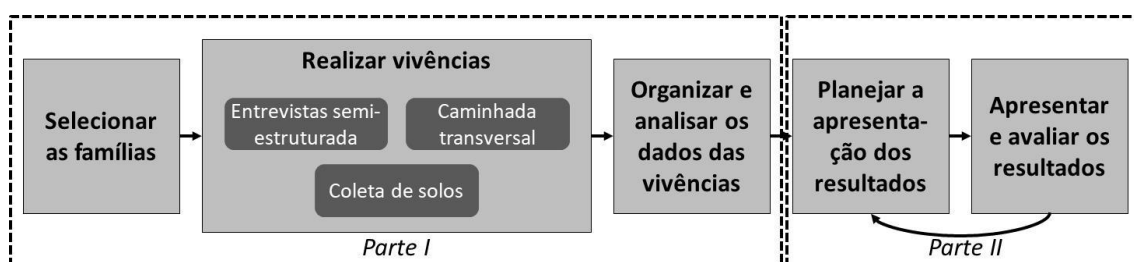 Selecionar
as famílias
Realizar vivências
Entrevistas semi-
estruturada
Caminhada
transversal
Coleta de solos
Organizar e
analisar os
dados das
vivências
Planejar a
apresenta-
ção dos
resultados
Apresentar
e avaliar os
resultados
Parte I
Parte II